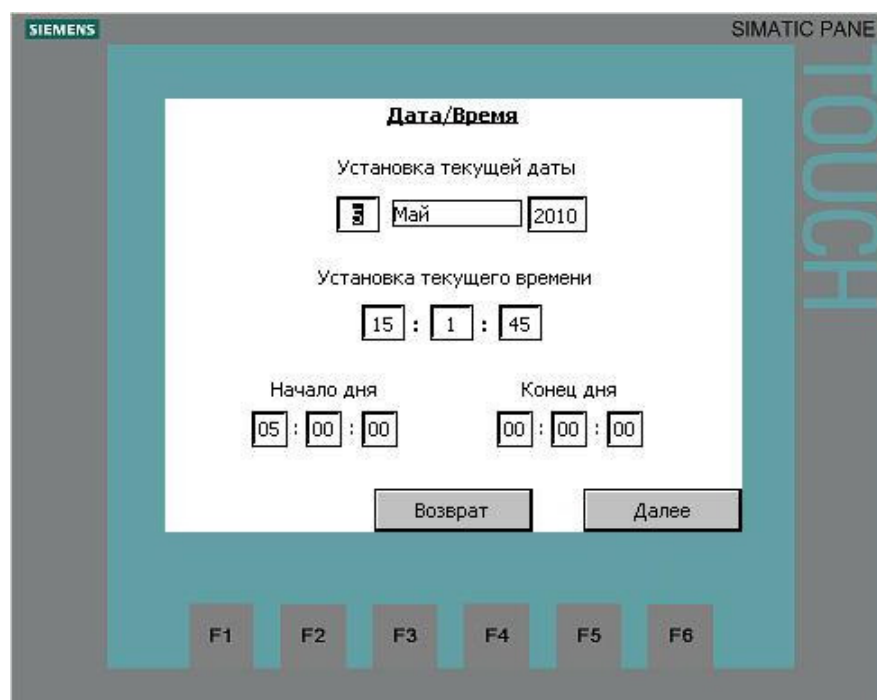 SIEMENS
SIMATIC PANE
TOUCH
Дата/Время
Установка текущей даты
5 Май 2010
Установка текущего времени
15 : 1 : 45
Начало дня Конец дня
05 : 00 : 00 00 : 00 : 00
Возврат Далее
F1 F2 F3 F4 F5 F6